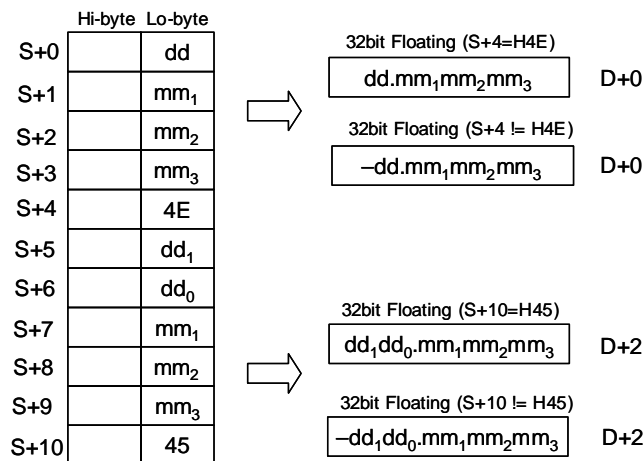 Hi-byte Lo-byte
S+0 dd
S+1 mm₁
S+2 mm₂
S+3 mm₃
S+4 4E
S+5 dd₁
S+6 dd₀
S+7 mm₁
S+8 mm₂
S+9 mm₃
S+10 45
32bit Floating (S+4=H4E)
dd.mm₁mm₂mm₃ D+0
32bit Floating (S+4 != H4E)
–dd.mm₁mm₂mm₃ D+0
32bit Floating (S+10=H45)
dd₁dd₀.mm₁mm₂mm₃ D+2
32bit Floating (S+10 != H45)
–dd₁dd₀.mm₁mm₂mm₃ D+2